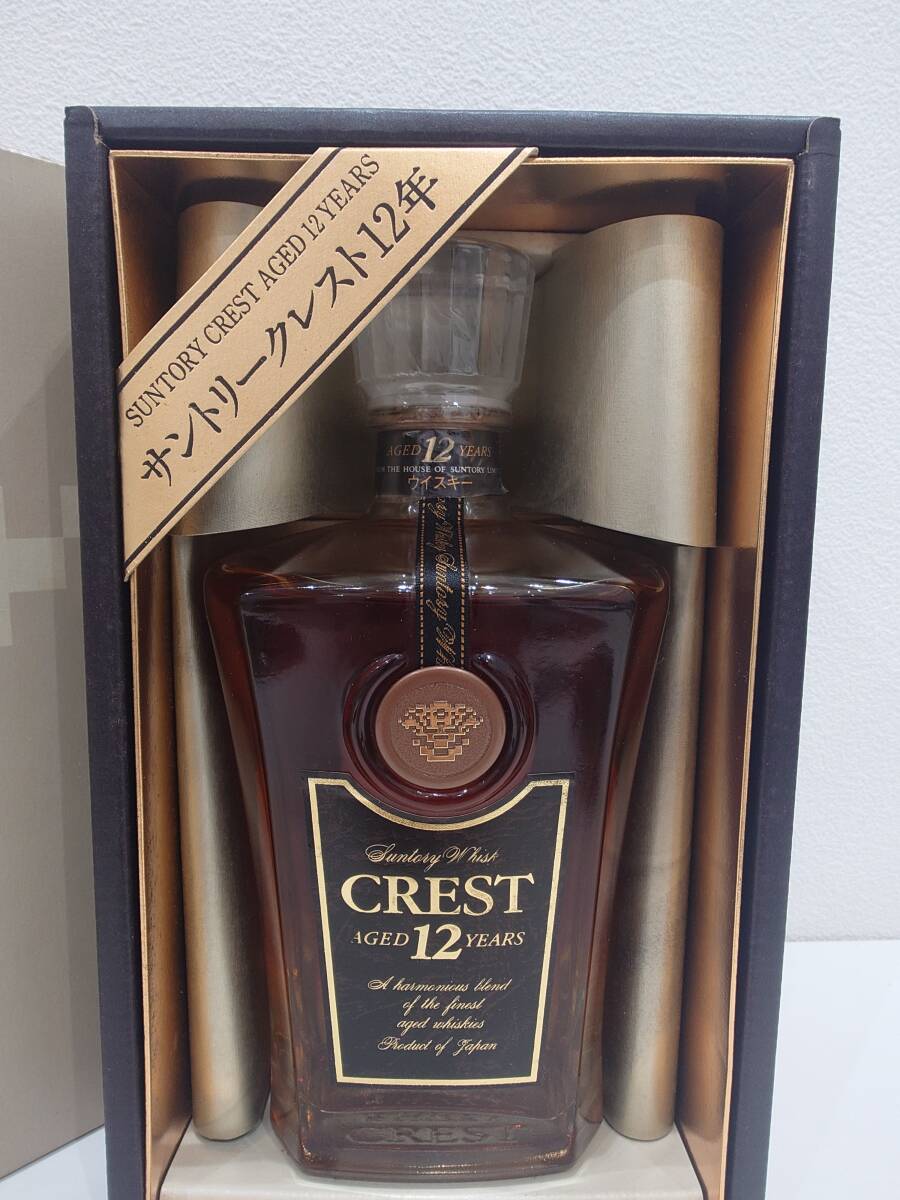 SUNTORY CREST AGED 12 YEARS
サントリークレスト12年
AGED 12 YEARS
THE HOUSE OF SUNTORY
ウイスキー
Suntory
Suntory Whisk
CREST
AGED 12 YEARS
A harmonious blend
of the finest
aged whiskies
Product of Japan
CREST